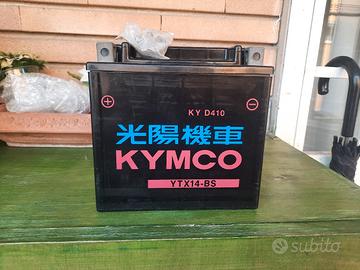 KY D410
光陽機車
KYMCO
YTX14-BS
subito